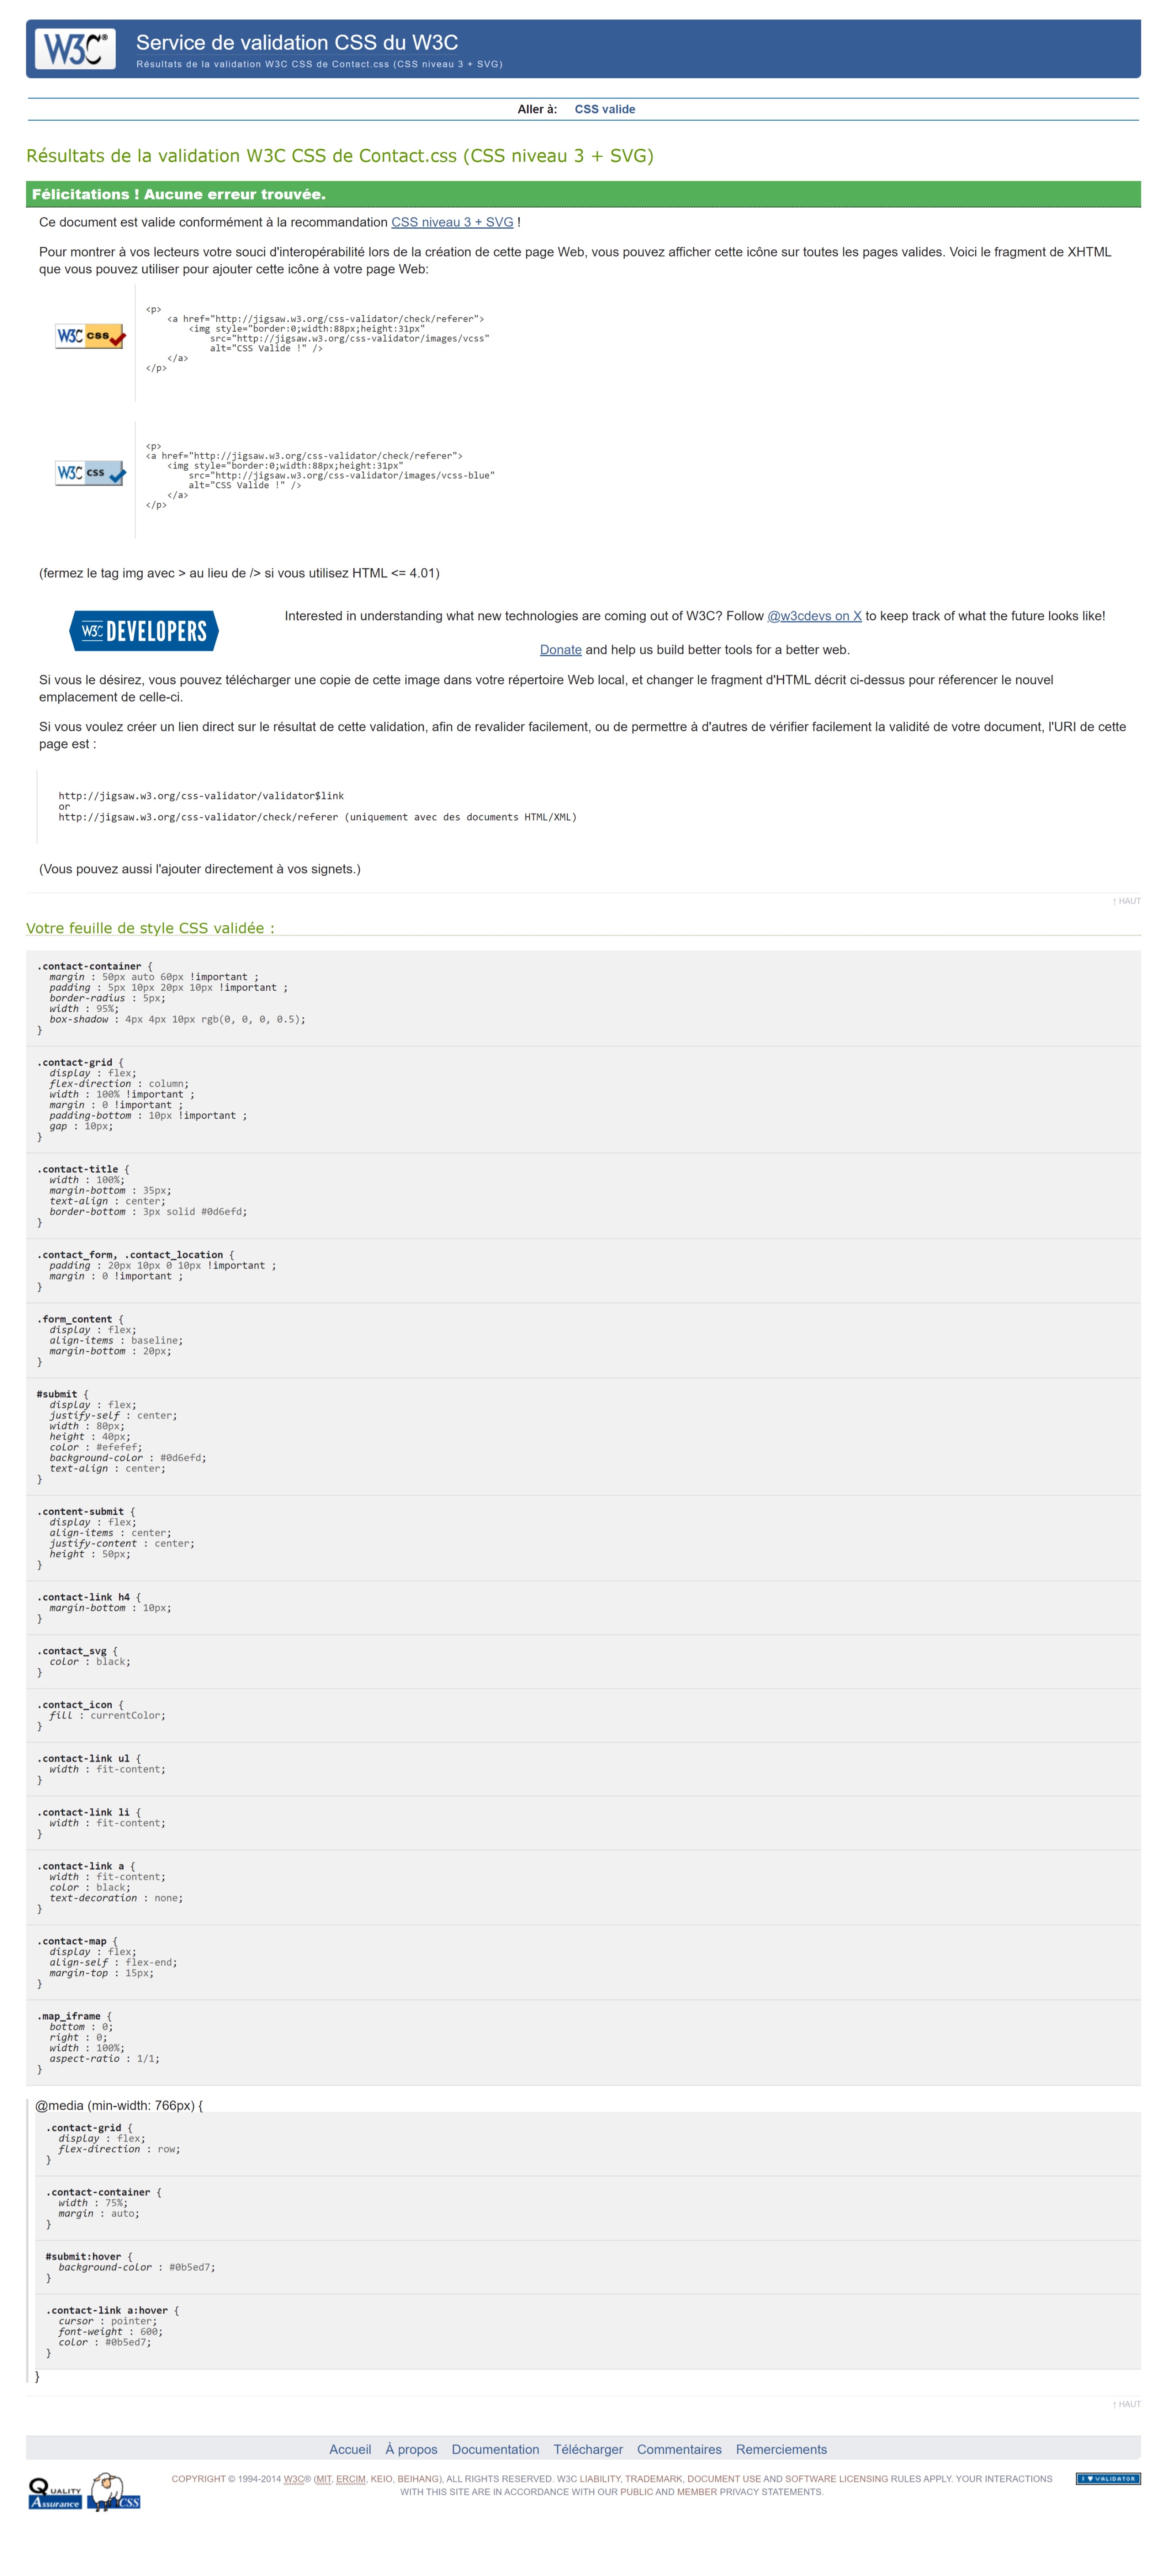 W3C®
Service de validation CSS du W3C
Résultats de la validation W3C CSS de Contact.css (CSS niveau 3 + SVG)
Aller à: CSS valide
Résultats de la validation W3C CSS de Contact.css (CSS niveau 3 + SVG)
Félicitations ! Aucune erreur trouvée.
Ce document est valide conformément à la recommandation CSS niveau 3 + SVG !
Pour montrer à vos lecteurs votre souci d'interopérabilité lors de la création de cette page Web, vous pouvez afficher cette icône sur toutes les pages valides. Voici le fragment de XHTML
que vous pouvez utiliser pour ajouter cette icône à votre page Web:
W3C css
<p>
<a href="http://jigsaw.w3.org/css-validator/check/referer">
<img style="border:0;width:88px;height:31px"
src="http://jigsaw.w3.org/css-validator/images/vcss"
alt="CSS Valide !" />
</a>
</p>
W3C css
<p>
<a href="http://jigsaw.w3.org/css-validator/check/referer">
<img style="border:0;width:88px;height:31px"
src="http://jigsaw.w3.org/css-validator/images/vcss-blue"
alt="CSS Valide !" />
</a>
</p>
(fermez le tag img avec > au lieu de /> si vous utilisez HTML <= 4.01)
W3C DEVELOPERS
Interested in understanding what new technologies are coming out of W3C? Follow @w3cdevs on X to keep track of what the future looks like!
Donate and help us build better tools for a better web.
Si vous le désirez, vous pouvez télécharger une copie de cette image dans votre répertoire Web local, et changer le fragment d'HTML décrit ci-dessus pour réferencer le nouvel
emplacement de celle-ci.
Si vous voulez créer un lien direct sur le résultat de cette validation, afin de revalider facilement, ou de permettre à d'autres de vérifier facilement la validité de votre document, l'URI de cette
page est :
http://jigsaw.w3.org/css-validator/validator$link
or
http://jigsaw.w3.org/css-validator/check/referer (uniquement avec des documents HTML/XML)
(Vous pouvez aussi l'ajouter directement à vos signets.)
↑ HAUT
Votre feuille de style CSS validée :
.contact-container {
margin : 50px auto 60px !important ;
padding : 5px 10px 20px 10px !important ;
border-radius : 5px;
width : 95%;
box-shadow : 4px 4px 10px rgb(0, 0, 0, 0.5);
}
.contact-grid {
display : flex;
flex-direction : column;
width : 100% !important ;
margin : 0 !important ;
padding-bottom : 10px !important ;
gap : 10px;
}
.contact-title {
width : 100%;
margin-bottom : 35px;
text-align : center;
border-bottom : 3px solid #0d6efd;
}
.contact_form, .contact_location {
padding : 20px 10px 0 10px !important ;
margin : 0 !important ;
}
.form_content {
display : flex;
align-items : baseline;
margin-bottom : 20px;
}
#submit {
display : flex;
justify-self : center;
width : 80px;
height : 40px;
color : #efefef;
background-color : #0d6efd;
text-align : center;
}
.content-submit {
display : flex;
align-items : center;
justify-content : center;
height : 50px;
}
.contact-link h4 {
margin-bottom : 10px;
}
.contact_svg {
color : black;
}
.contact_icon {
fill : currentColor;
}
.contact-link ul {
width : fit-content;
}
.contact-link li {
width : fit-content;
}
.contact-link a {
width : fit-content;
color : black;
text-decoration : none;
}
.contact-map {
display : flex;
align-self : flex-end;
margin-top : 15px;
}
.map_iframe {
bottom : 0;
right : 0;
width : 100%;
aspect-ratio : 1/1;
}
@media (min-width: 766px) {
.contact-grid {
display : flex;
flex-direction : row;
}
.contact-container {
width : 75%;
margin : auto;
}
#submit:hover {
background-color : #0b5ed7;
}
.contact-link a:hover {
cursor : pointer;
font-weight : 600;
color : #0b5ed7;
}
}
↑ HAUT
Accueil À propos Documentation Télécharger Commentaires Remerciements
QUALITY
Assurance
CSS
COPYRIGHT © 1994-2014 W3C® (MIT, ERCIM, KEIO, BEIHANG), ALL RIGHTS RESERVED. W3C LIABILITY, TRADEMARK, DOCUMENT USE AND SOFTWARE LICENSING RULES APPLY. YOUR INTERACTIONS
WITH THIS SITE ARE IN ACCORDANCE WITH OUR PUBLIC AND MEMBER PRIVACY STATEMENTS.
I ♥ VALIDATOR